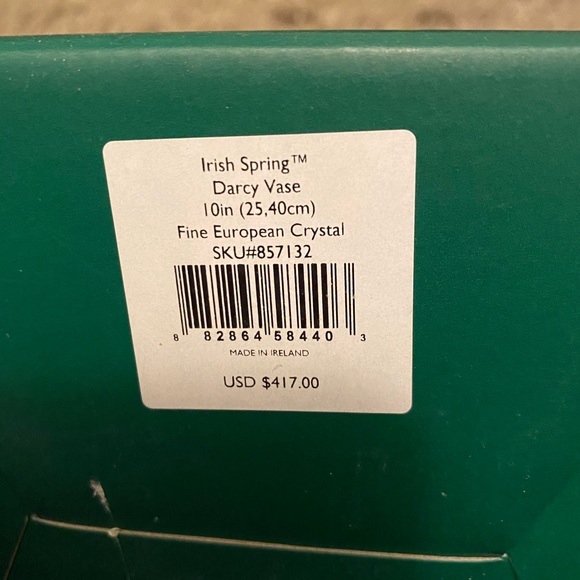 Irish Spring™
Darcy Vase
10in (25,40cm)
Fine European Crystal
SKU#857132
8 82864 58440 3
MADE IN IRELAND
USD $417.00